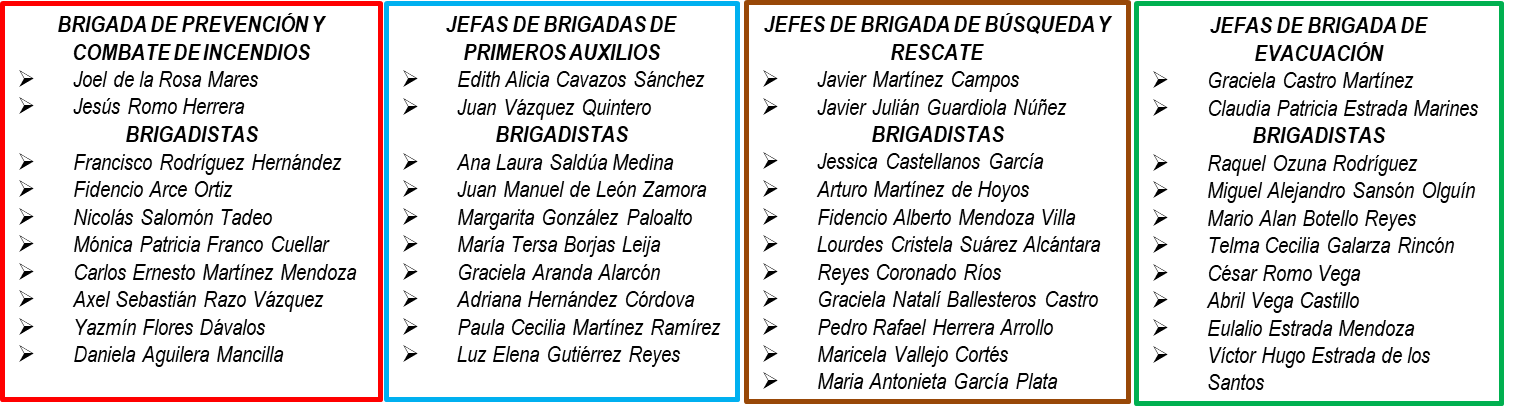 BRIGADA DE PREVENCIÓN Y
COMBATE DE INCENDIOS
Joel de la Rosa Mares
Jesús Romo Herrera
BRIGADISTAS
Francisco Rodríguez Hernández
Fidencio Arce Ortiz
Nicolás Salomón Tadeo
Mónica Patricia Franco Cuellar
Carlos Ernesto Martínez Mendoza
Axel Sebastián Razo Vázquez
Yazmín Flores Dávalos
Daniela Aguilera Mancilla
JEFAS DE BRIGADAS DE
PRIMEROS AUXILIOS
Edith Alicia Cavazos Sánchez
Juan Vázquez Quintero
BRIGADISTAS
Ana Laura Saldúa Medina
Juan Manuel de León Zamora
Margarita González Paloalto
María Tersa Borjas Leija
Graciela Aranda Alarcón
Adriana Hernández Córdova
Paula Cecilia Martínez Ramírez
Luz Elena Gutiérrez Reyes
JEFES DE BRIGADA DE BÚSQUEDA Y
RESCATE
Javier Martínez Campos
Javier Julián Guardiola Núñez
BRIGADISTAS
Jessica Castellanos García
Arturo Martínez de Hoyos
Fidencio Alberto Mendoza Villa
Lourdes Cristela Suárez Alcántara
Reyes Coronado Ríos
Graciela Natalí Ballesteros Castro
Pedro Rafael Herrera Arrollo
Maricela Vallejo Cortés
Maria Antonieta García Plata
JEFAS DE BRIGADA DE
EVACUACIÓN
Graciela Castro Martínez
Claudia Patricia Estrada Marines
BRIGADISTAS
Raquel Ozuna Rodríguez
Miguel Alejandro Sansón Olguín
Mario Alan Botello Reyes
Telma Cecilia Galarza Rincón
César Romo Vega
Abril Vega Castillo
Eulalio Estrada Mendoza
Víctor Hugo Estrada de los
Santos